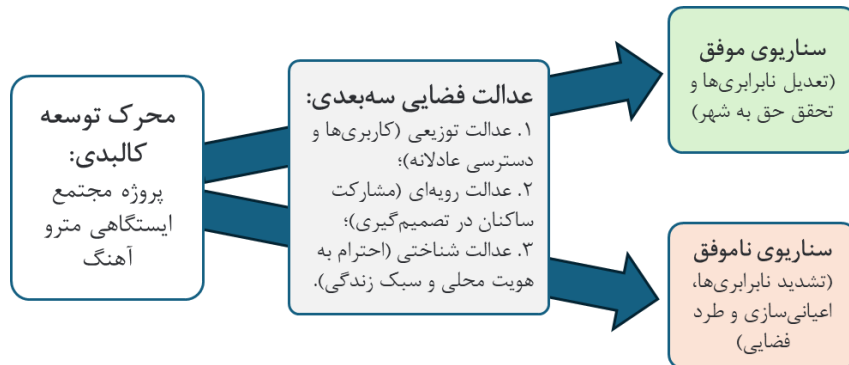 محرک توسعه
کالبدی:
پروژه مجتمع
ایستگاهی مترو
آهنگ
عدالت فضایی سه‌بعدی:
۱. عدالت توزیعی (کاربری‌ها و
دسترسی عادلانه)؛
۲. عدالت رویه‌ای (مشارکت
ساکنان در تصمیم‌گیری)؛
۳. عدالت شناختی (احترام به
هویت محلی و سبک زندگی).
سناریوی موفق
(تعدیل نابرابری‌ها و
تحقق حق به شهر)
سناریوی ناموفق
(تشدید نابرابری‌ها،
اعیانی‌سازی و طرد
فضایی)